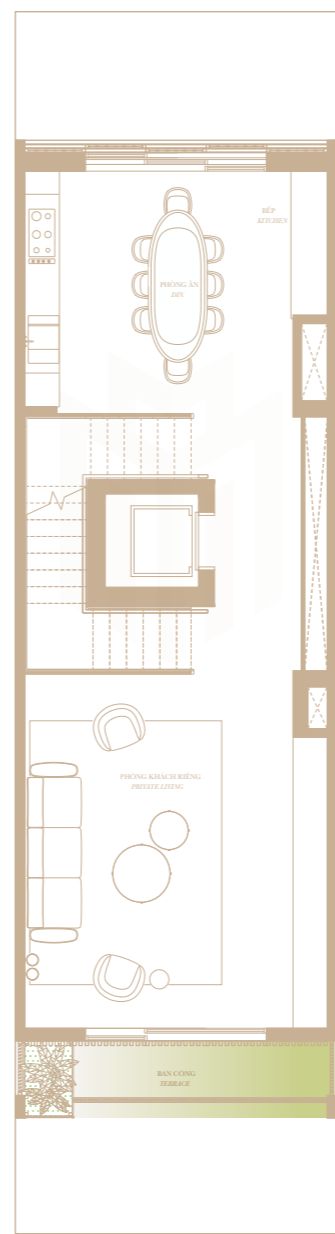 BẾP
KITCHEN
PHÒNG ĂN
DIN.
PHÒNG KHÁCH RIÊNG
PRIVATE LIVING
BAN CÔNG
TERRACE